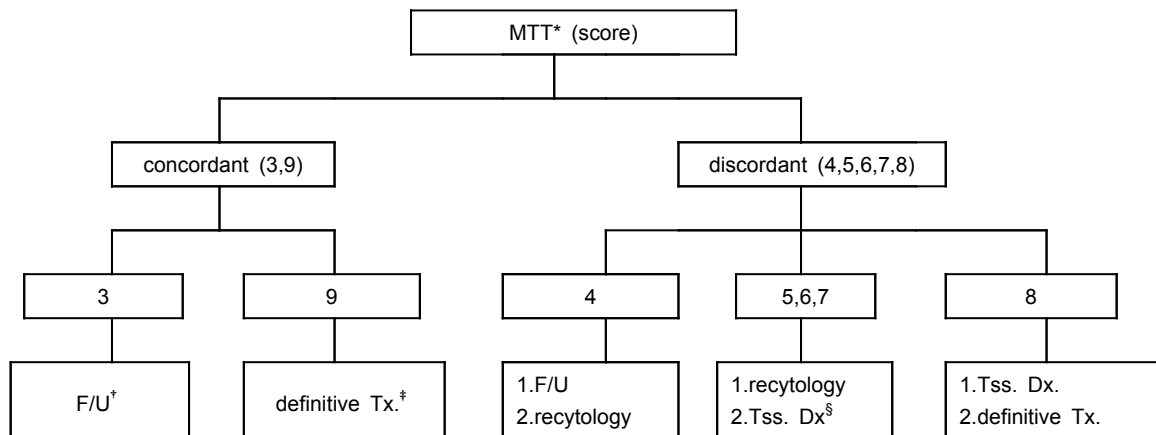 MTT* (score)
concordant (3,9)
discordant (4,5,6,7,8)
3
9
4
5,6,7
8
F/U†
definitive Tx.‡
1.F/U
2.recytology
1.recytology
2.Tss. Dx§
1.Tss. Dx.
2.definitive Tx.